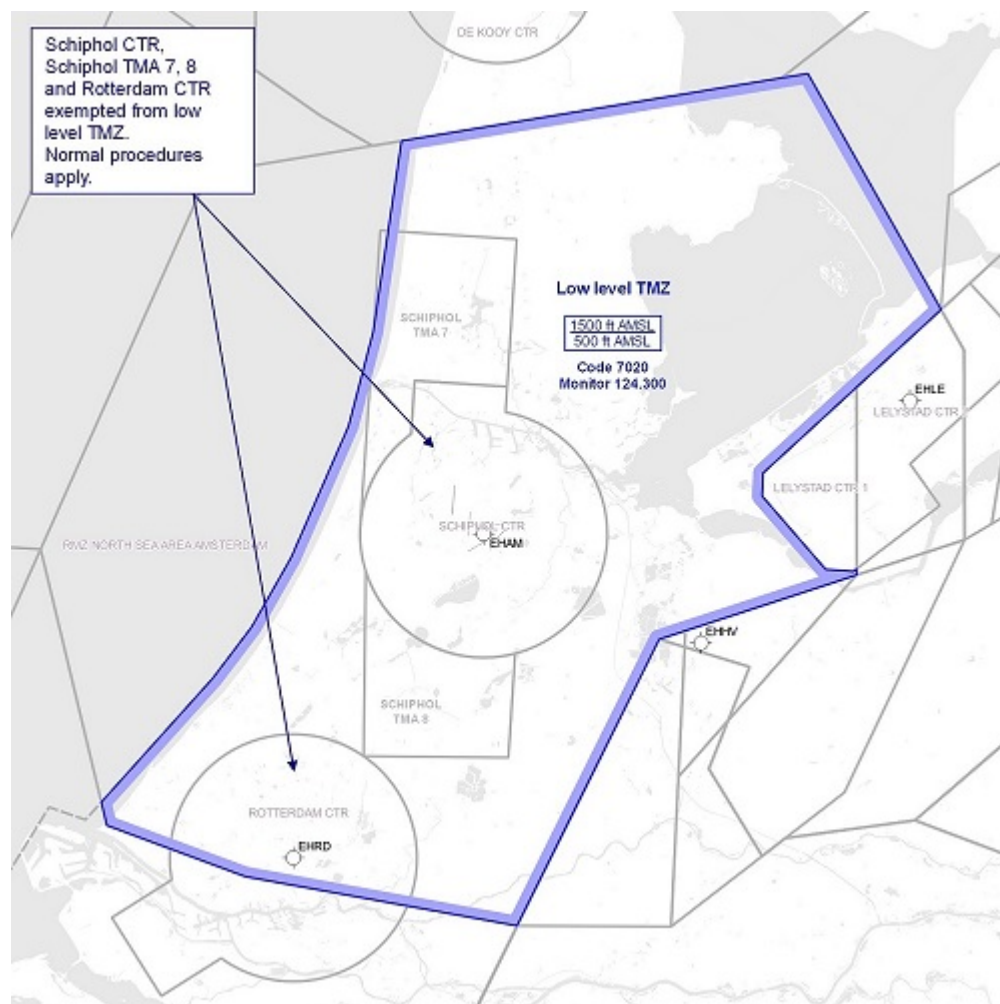 DE KOOY CTR
Schiphol CTR,
Schiphol TMA 7, 8
and Rotterdam CTR
exempted from low
level TMZ.
Normal procedures
apply.
Low level TMZ
1500 ft AMSL
500 ft AMSL
Code 7020
Monitor 124.300
SCHIPHOL
TMA 7
EHLE
LELYSTAD CTR
LELYSTAD CTR 1
SCHIPHOL CTR
EHAM
RMZ NORTH SEA AREA AMSTERDAM
EHHV
SCHIPHOL
TMA 8
ROTTERDAM CTR
EHRD